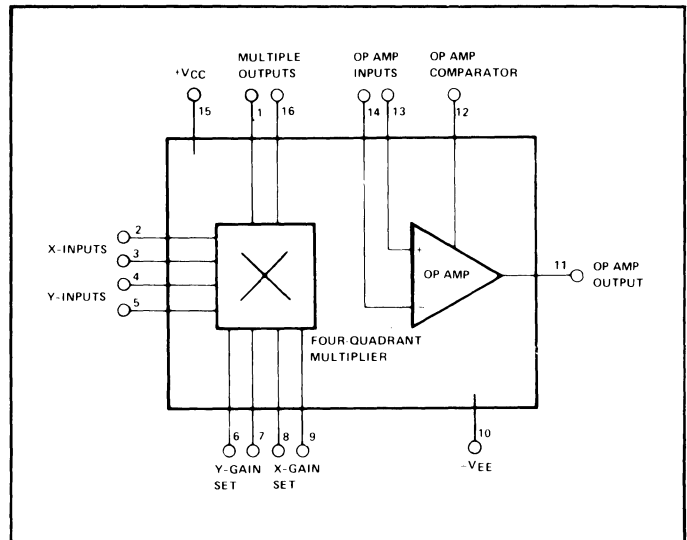 MULTIPLE OUTPUTS
OP AMP INPUTS
OP AMP COMPARATOR
+VCC
15
1
16
14
13
12
X-INPUTS
2
3
Y-INPUTS
4
5
+
−
OP AMP
11
OP AMP OUTPUT
FOUR-QUADRANT
MULTIPLIER
6
7
8
9
Y-GAIN SET
X-GAIN SET
10
-VEE